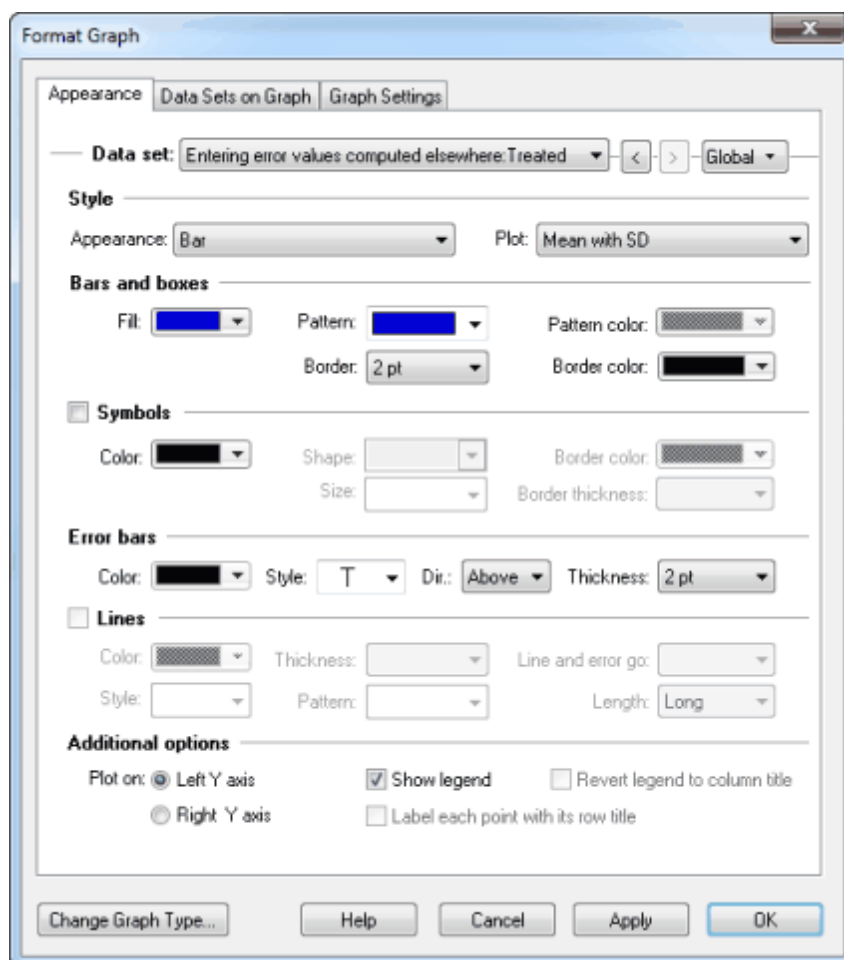 Format Graph
Appearance Data Sets on Graph Graph Settings
Data set: Entering error values computed elsewhere:Treated < > Global
Style
Appearance: Bar Plot: Mean with SD
Bars and boxes
Fill: Pattern: Pattern color:
Border: 2 pt Border color:
Symbols
Color: Shape: Border color:
Size: Border thickness:
Error bars
Color: Style: T Dir.: Above Thickness: 2 pt
Lines
Color: Thickness: Line and error go:
Style: Pattern: Length: Long
Additional options
Plot on: Left Y axis Show legend Revert legend to column title
Right Y axis Label each point with its row title
Change Graph Type... Help Cancel Apply OK